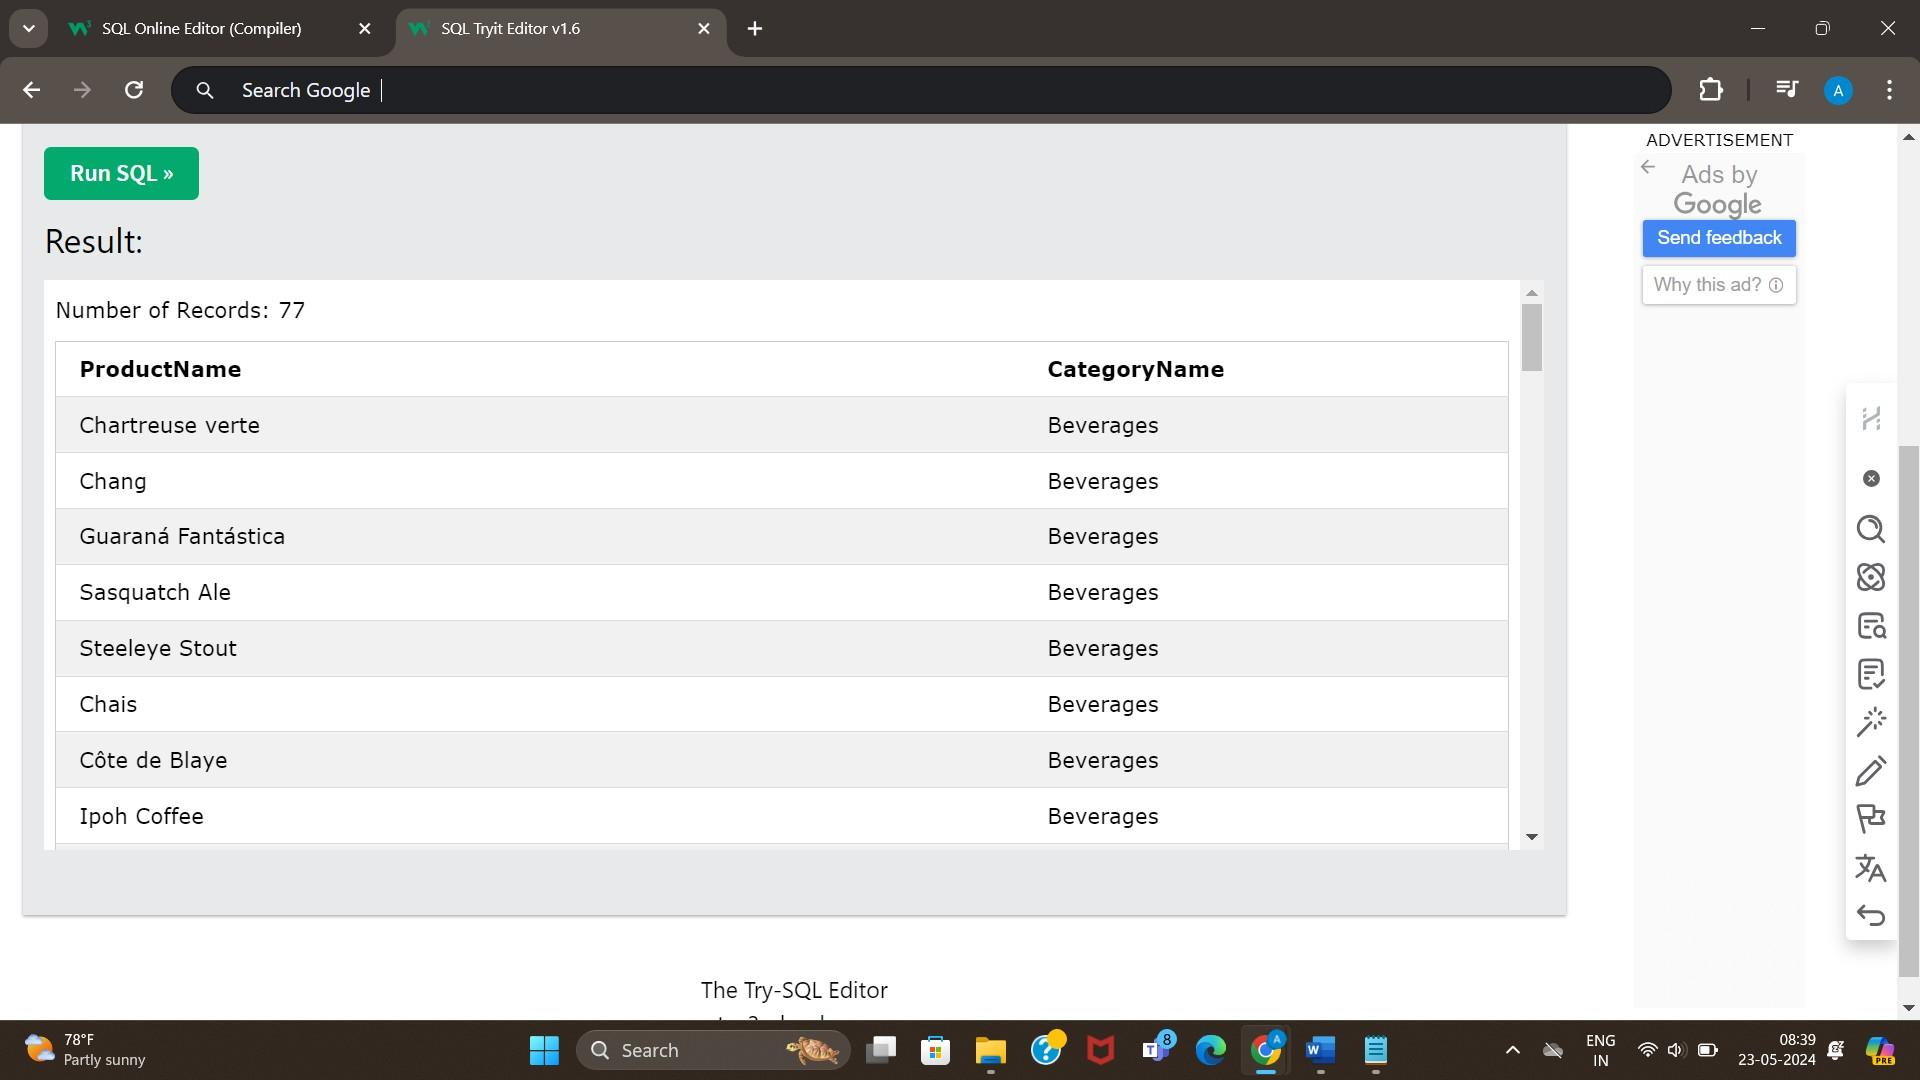 SQL Online Editor (Compiler)
SQL Tryit Editor v1.6
Search Google
A
ADVERTISEMENT
Ads by
Google
Send feedback
Why this ad?
Run SQL »
Result:
Number of Records: 77
ProductName CategoryName
Chartreuse verte Beverages
Chang Beverages
Guaraná Fantástica Beverages
Sasquatch Ale Beverages
Steeleye Stout Beverages
Chais Beverages
Côte de Blaye Beverages
Ipoh Coffee Beverages
The Try-SQL Editor
78°F
Partly sunny
Search
8
A
ENG
IN
08:39
23-05-2024
PRE